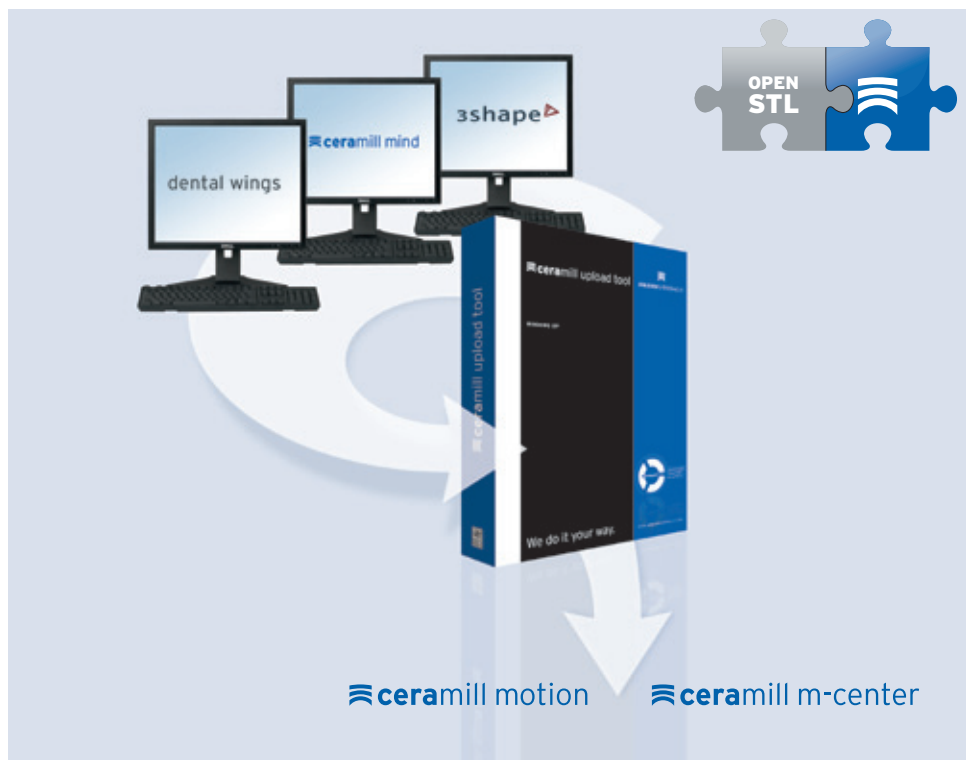 OPEN
STL
3shape
ceramill mind
dental wings
ceramill upload tool
ceramill upload tool
We do it your way.
ceramill motion
ceramill m-center